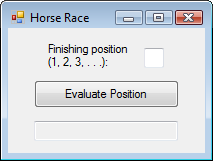 Horse Race
Finishing position
(1, 2, 3, . . .):
Evaluate Position